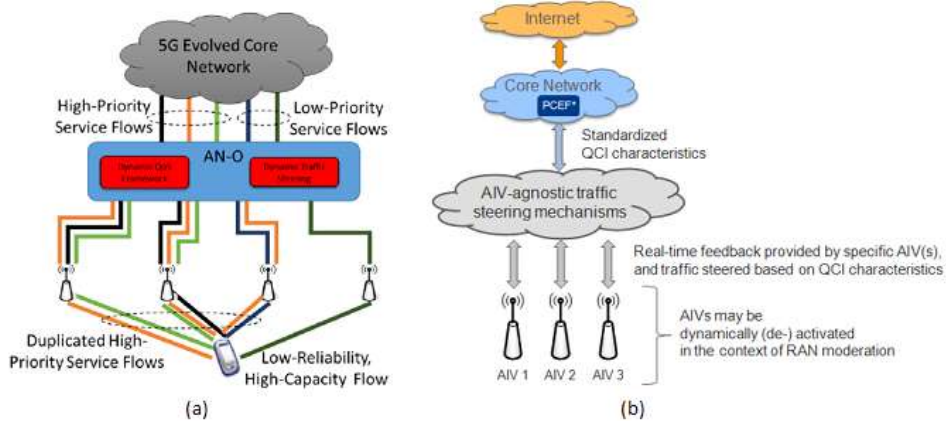 5G Evolved Core
Network
High-Priority
Service Flows
Low-Priority
Service Flows
AN-O
Dynamic QoS
Framework
Dynamic Traffic
Steering
Duplicated High-
Priority Service Flows
Low-Reliability,
High-Capacity Flow
(a)
Internet
Core Network
PCEF*
Standardized
QCI characteristics
AIV-agnostic traffic
steering mechanisms
Real-time feedback provided by specific AIV(s),
and traffic steered based on QCI characteristics
AIVs may be
dynamically (de-) activated
in the context of RAN moderation
AIV 1
AIV 2
AIV 3
(b)